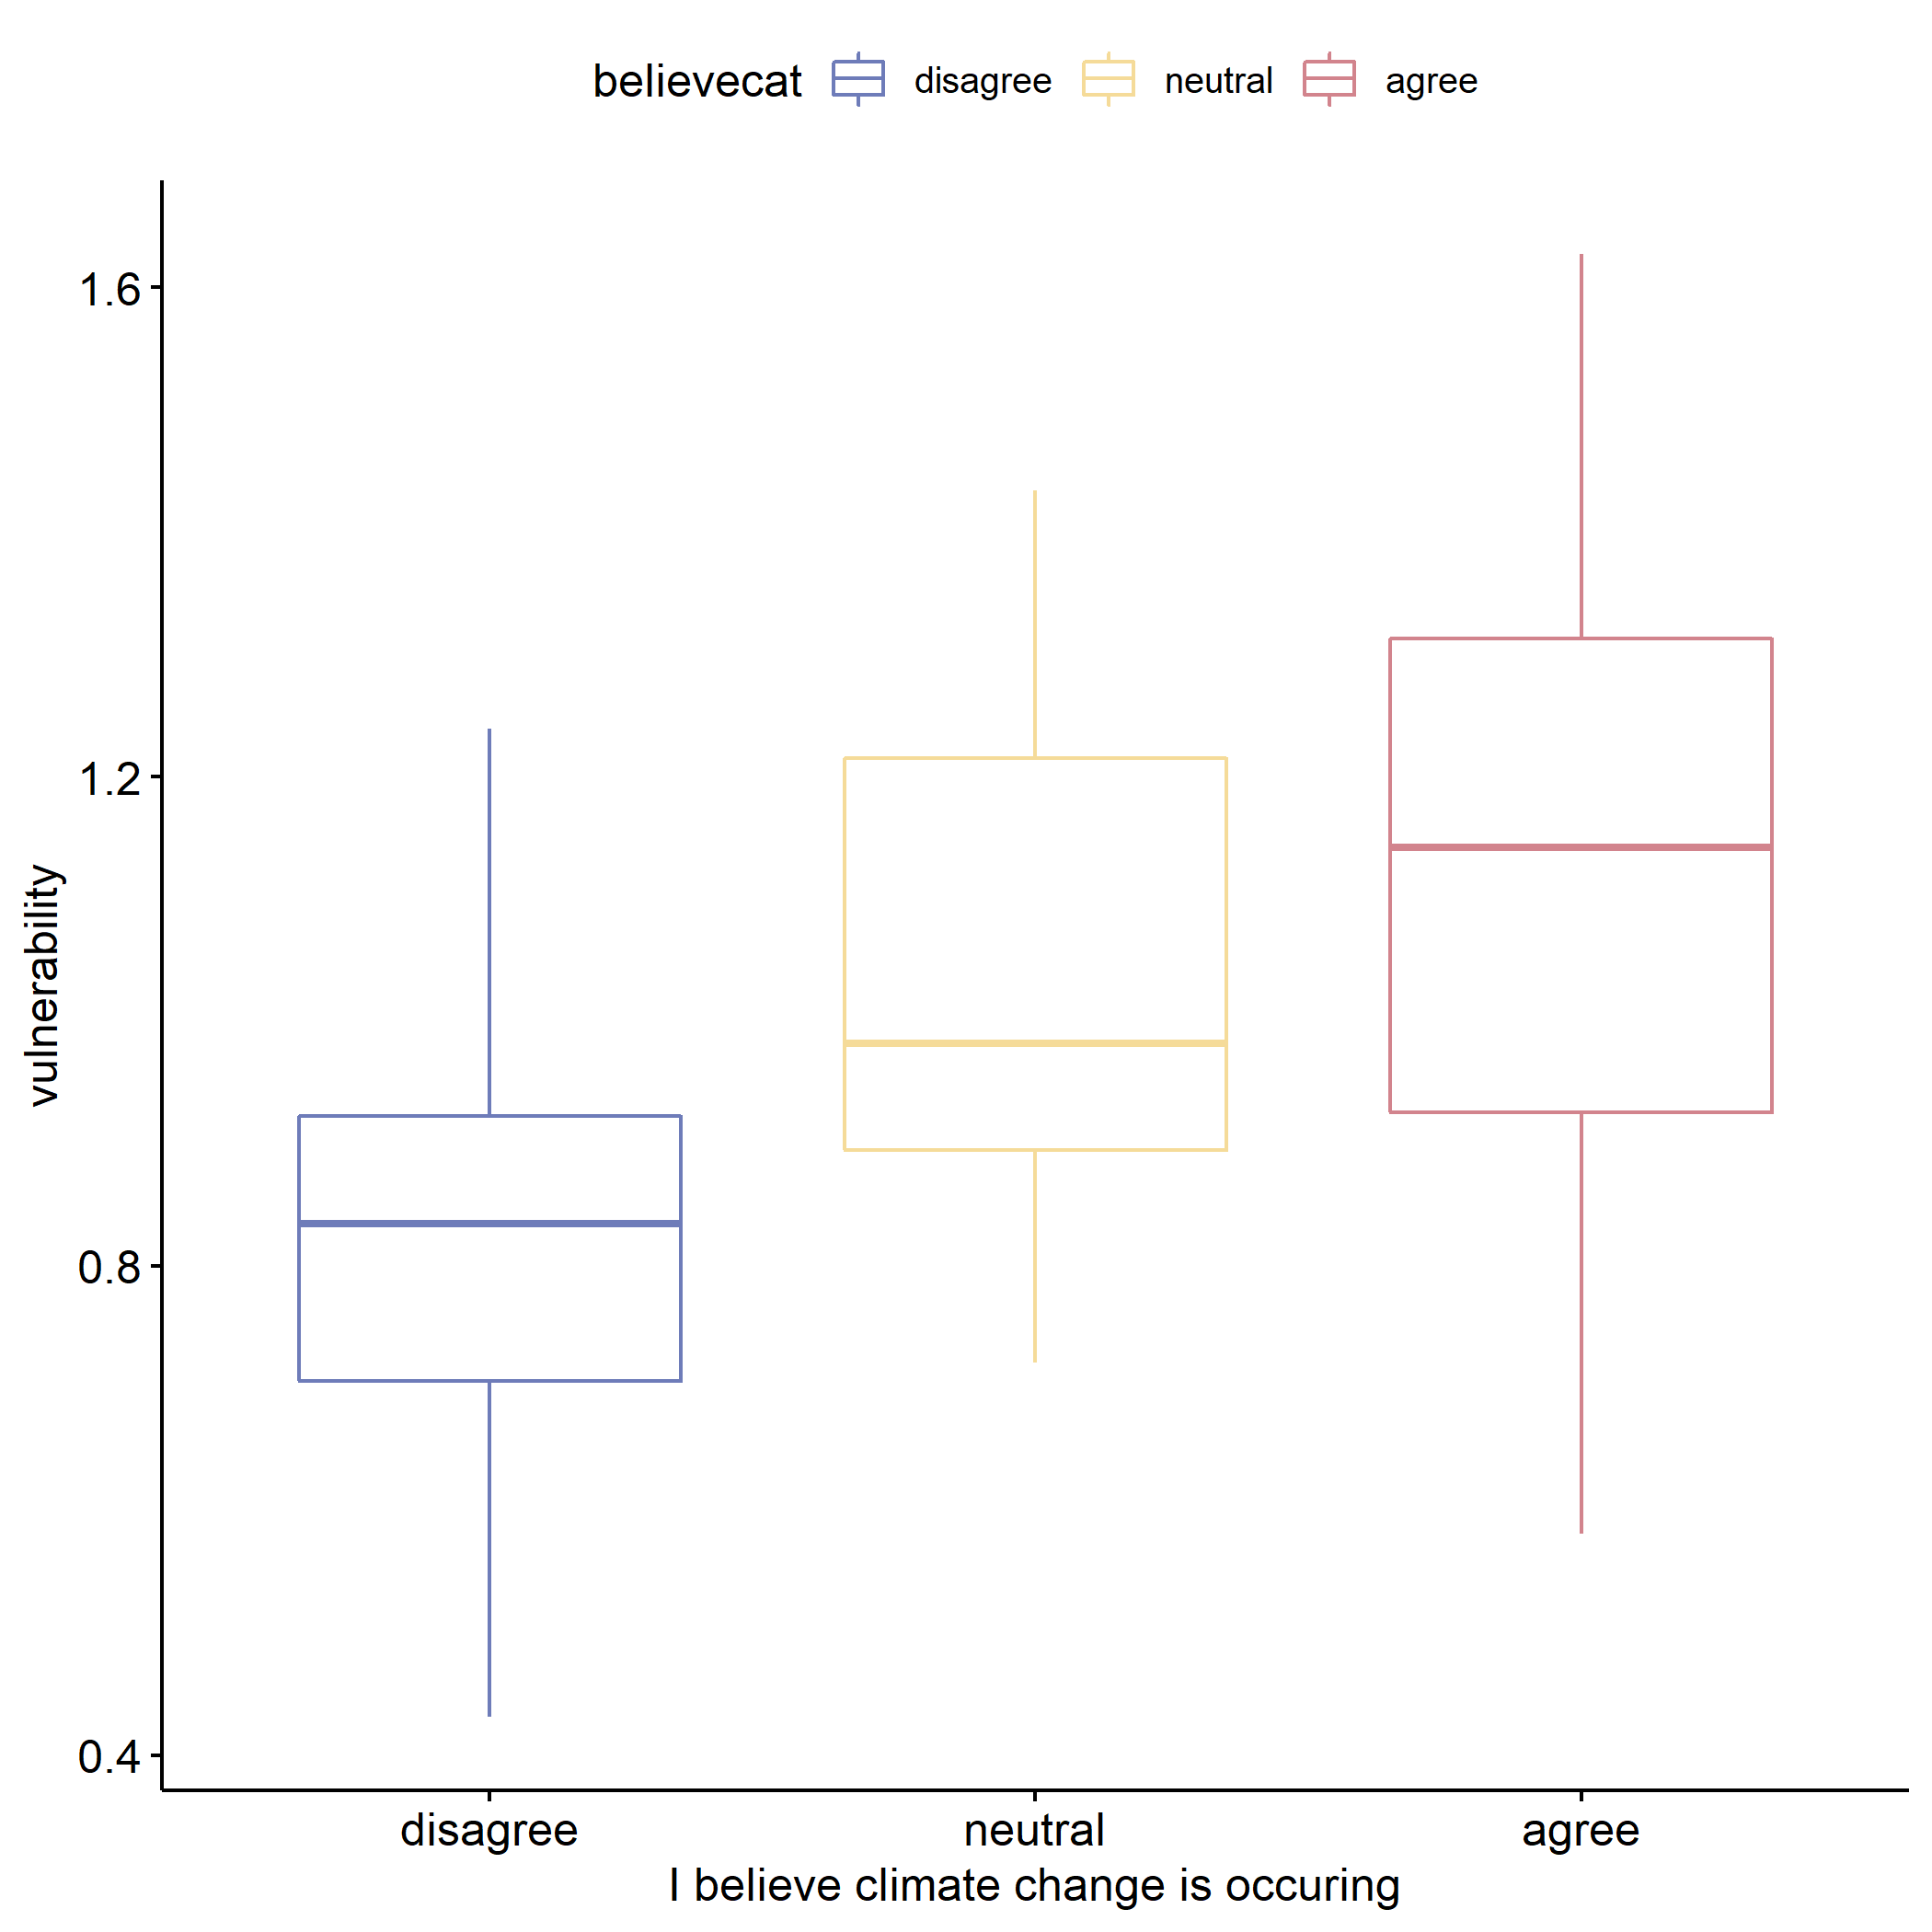 believecat disagree neutral agree
1.6
1.2
0.8
0.4
vulnerability
disagree neutral agree
I believe climate change is occuring